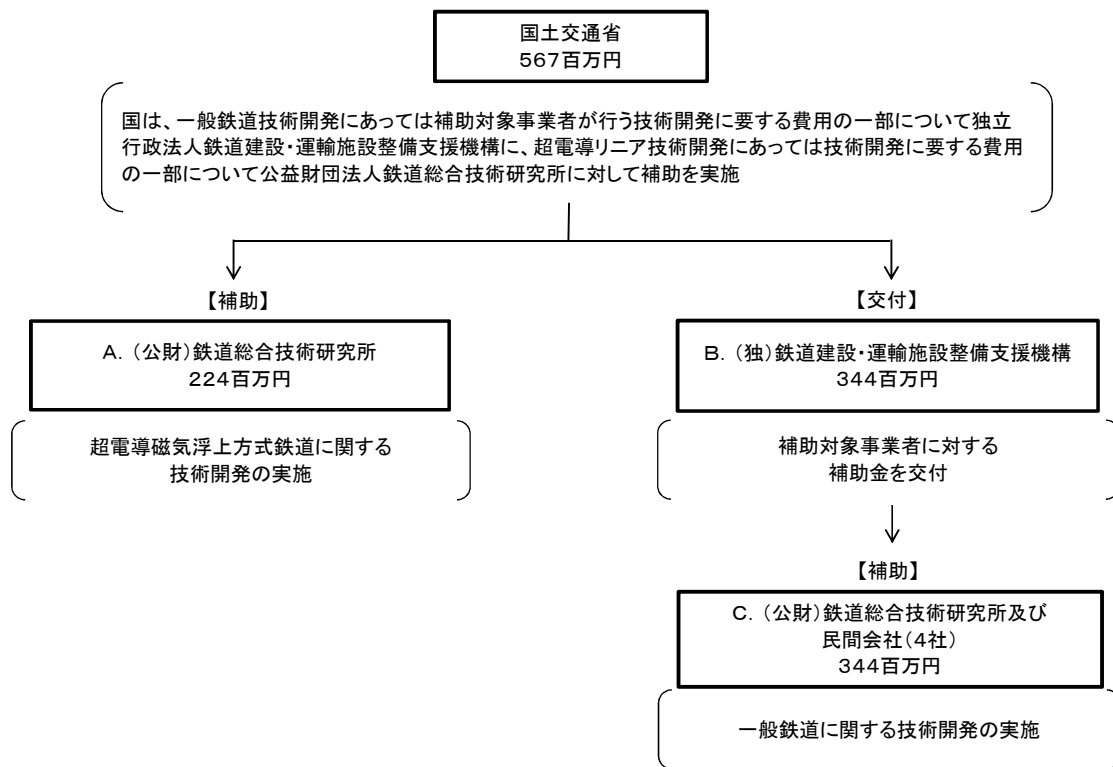 国土交通省
567百万円
国は、一般鉄道技術開発にあっては補助対象事業者が行う技術開発に要する費用の一部について独立
行政法人鉄道建設・運輸施設整備支援機構に、超電導リニア技術開発にあっては技術開発に要する費用
の一部について公益財団法人鉄道総合技術研究所に対して補助を実施
【補助】
A. (公財)鉄道総合技術研究所
224百万円
超電導磁気浮上方式鉄道に関する
技術開発の実施
【交付】
B. (独)鉄道建設・運輸施設整備支援機構
344百万円
補助対象事業者に対する
補助金を交付
【補助】
C. (公財)鉄道総合技術研究所及び
民間会社(4社)
344百万円
一般鉄道に関する技術開発の実施